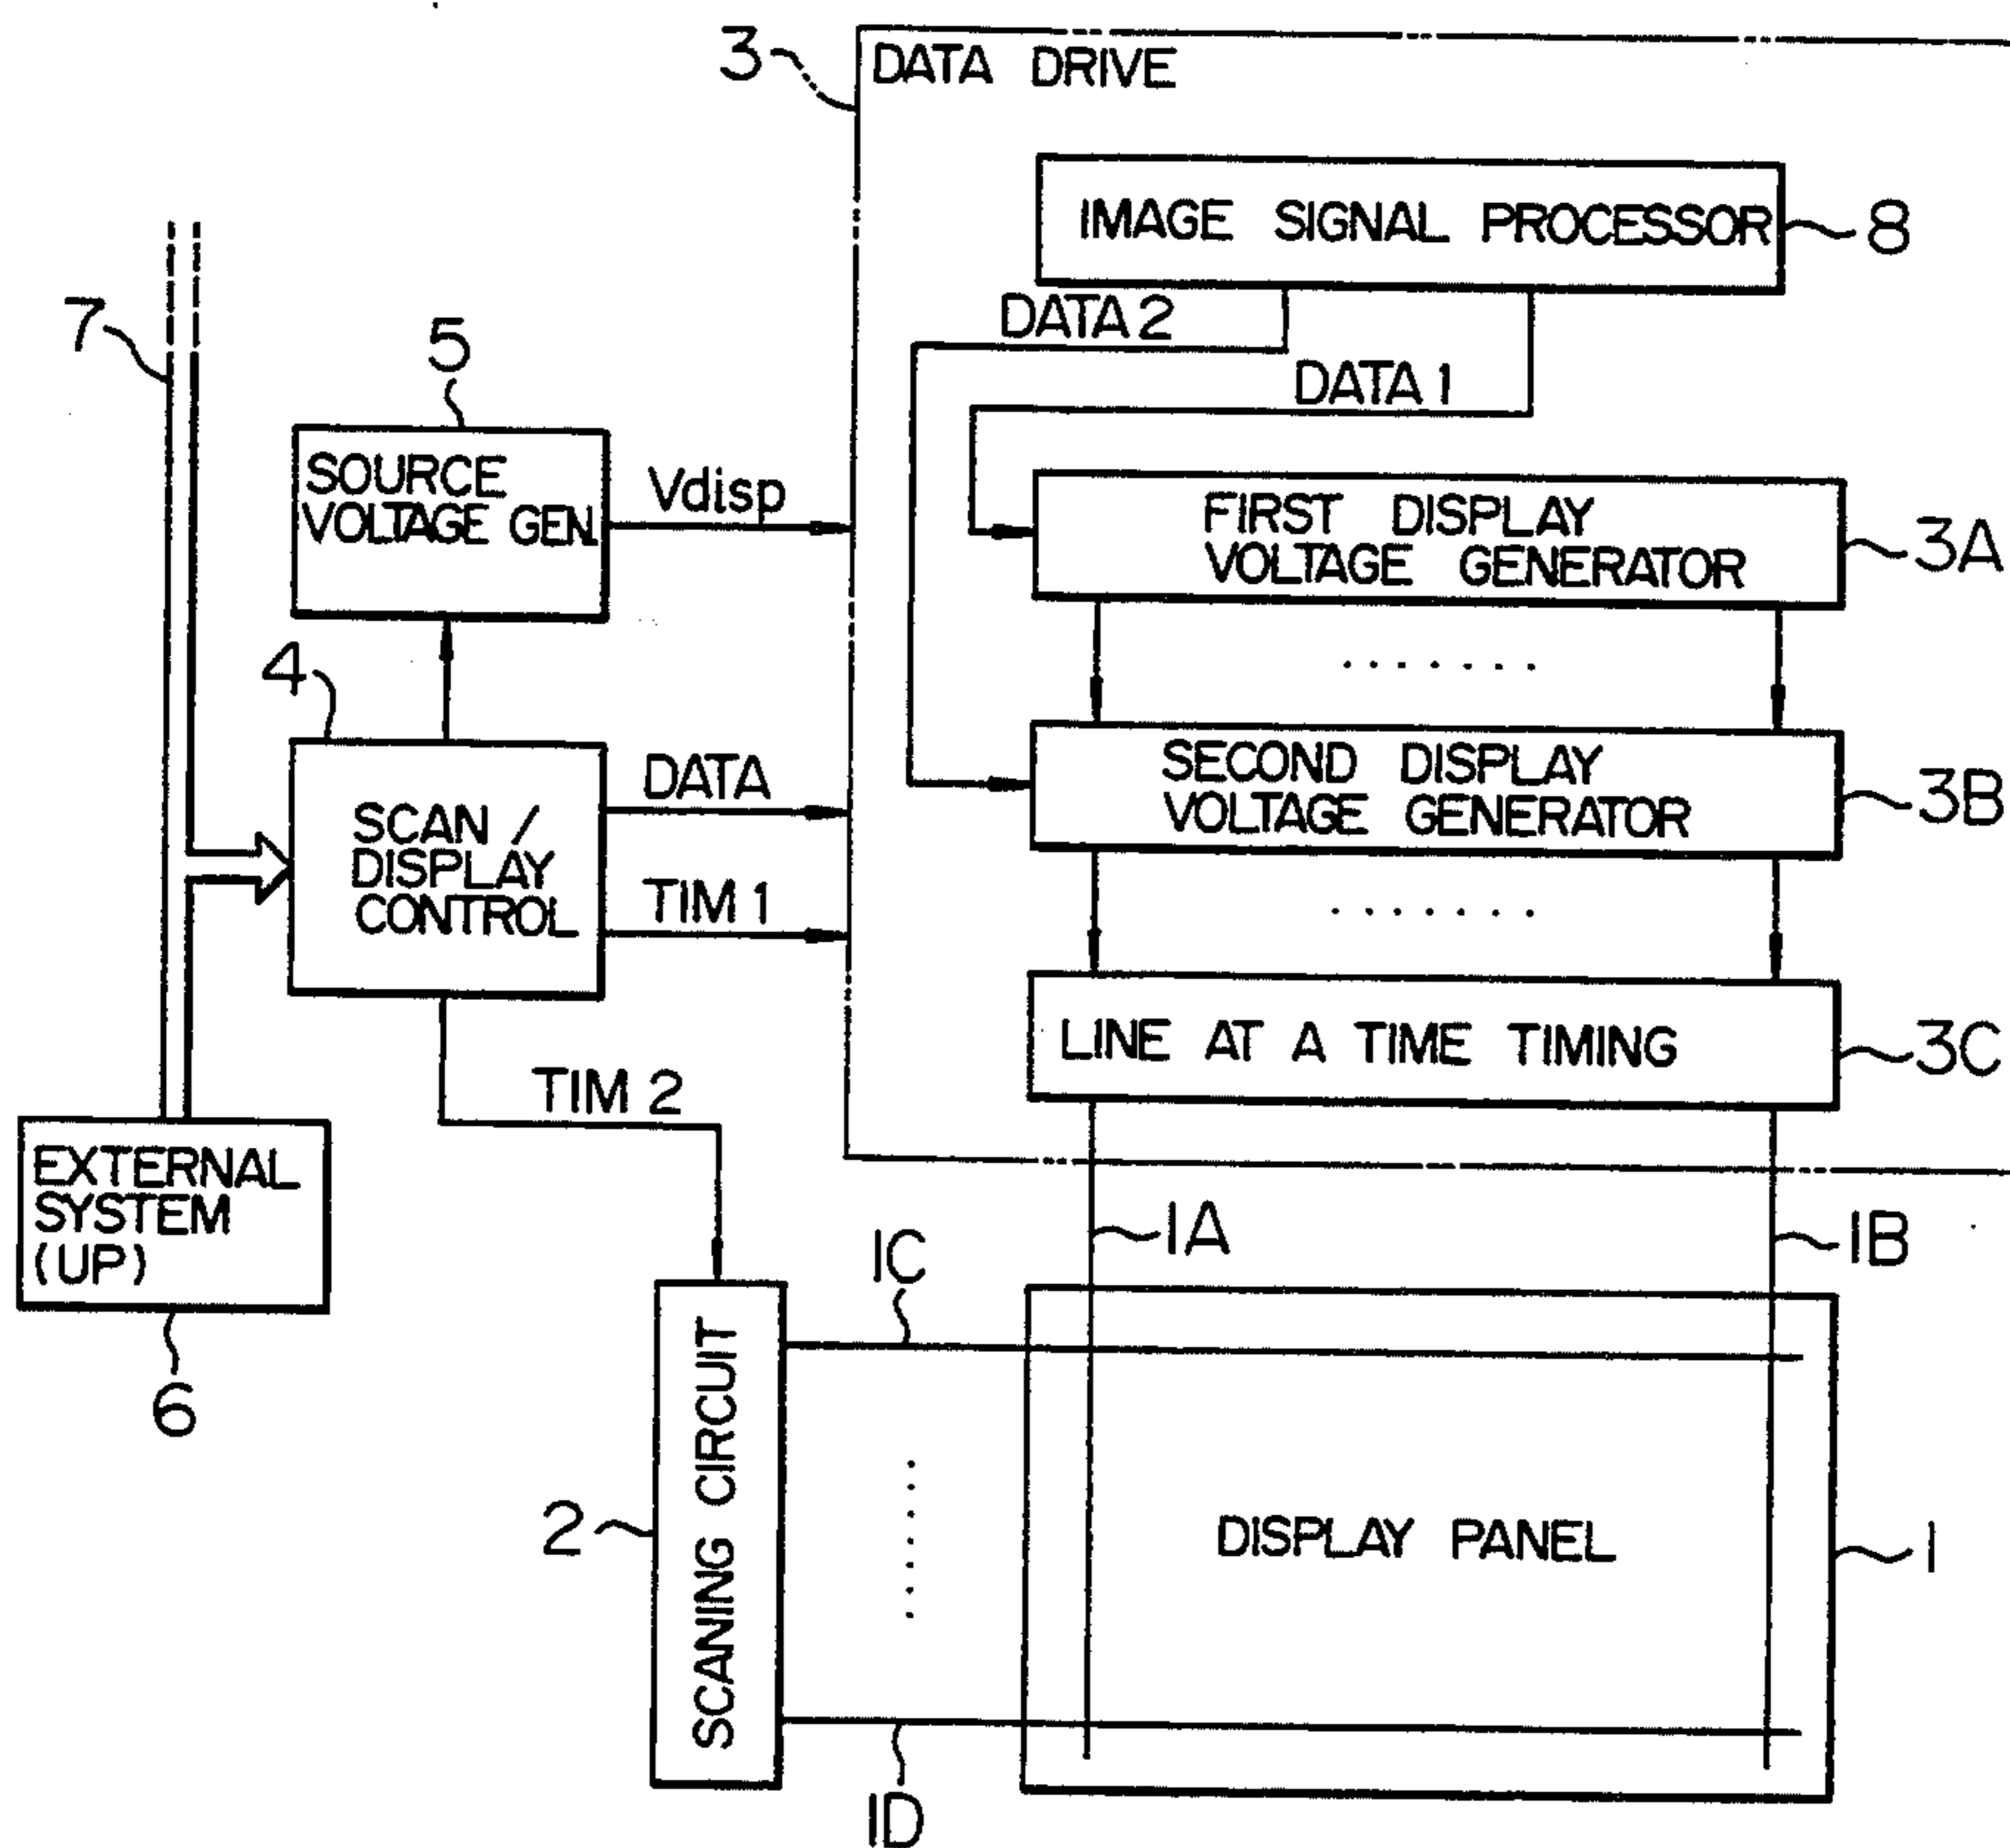 3
DATA DRIVE
IMAGE SIGNAL PROCESSOR
8
DATA 2
DATA 1
7
5
SOURCE
VOLTAGE GEN.
Vdisp
FIRST DISPLAY
VOLTAGE GENERATOR
3A
4
SCAN /
DISPLAY
CONTROL
DATA
TIM 1
SECOND DISPLAY
VOLTAGE GENERATOR
3B
LINE AT A TIME TIMING
3C
TIM 2
EXTERNAL
SYSTEM
(UP)
6
1A
1B
1C
2
SCANING CIRCUIT
DISPLAY PANEL
1
1D